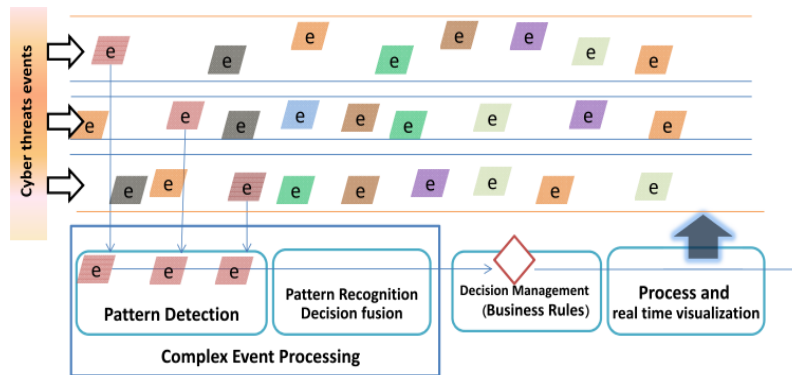 Cyber threats events
e e e e e e e e
e e e e e e e e e
e e e e e e e e e
e e e
Pattern Detection
Pattern Recognition
Decision fusion
Decision Management
(Business Rules)
Process and
real time visualization
Complex Event Processing